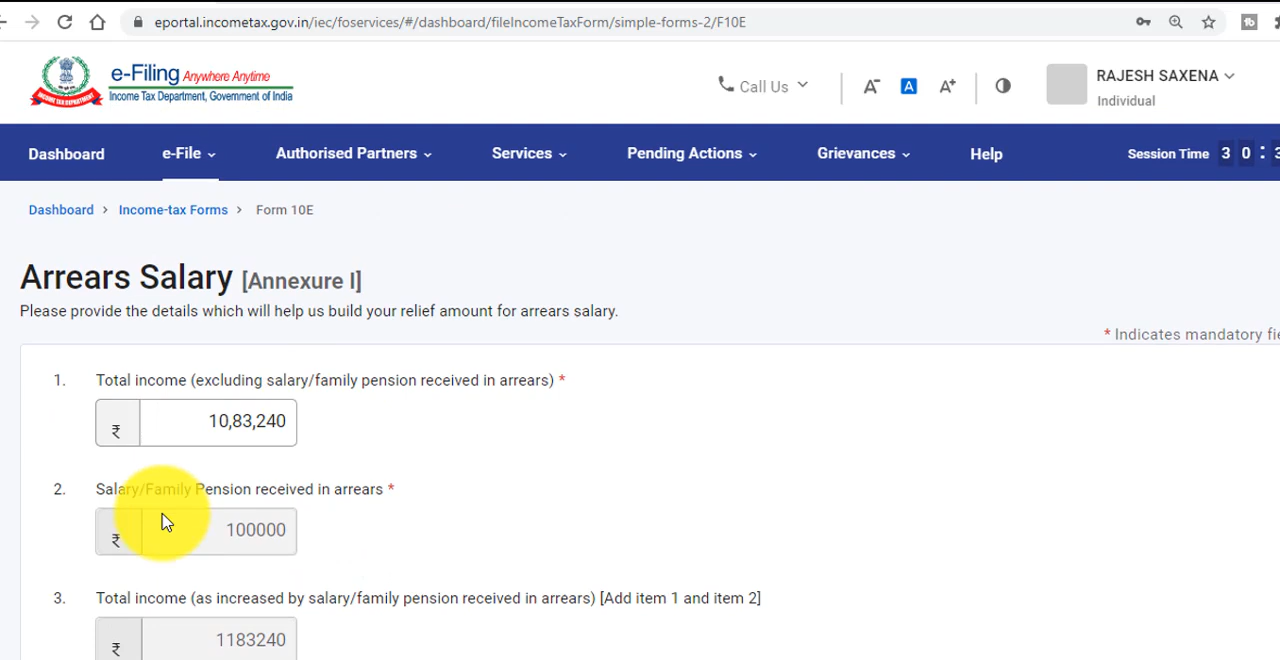 eportal.incometax.gov.in/iec/foservices/#/dashboard/fileIncomeTaxForm/simple-forms-2/F10E
e-Filing Anywhere Anytime
Income Tax Department, Government of India
Call Us
A- A A+
RAJESH SAXENA
Individual
Dashboard e-File Authorised Partners Services Pending Actions Grievances Help Session Time 3 0 : 3
Dashboard > Income-tax Forms > Form 10E
Arrears Salary [Annexure I]
Please provide the details which will help us build your relief amount for arrears salary.
* Indicates mandatory fie
1. Total income (excluding salary/family pension received in arrears) *
₹ 10,83,240
2. Salary/Family Pension received in arrears *
₹ 100000
3. Total income (as increased by salary/family pension received in arrears) [Add item 1 and item 2]
₹ 1183240